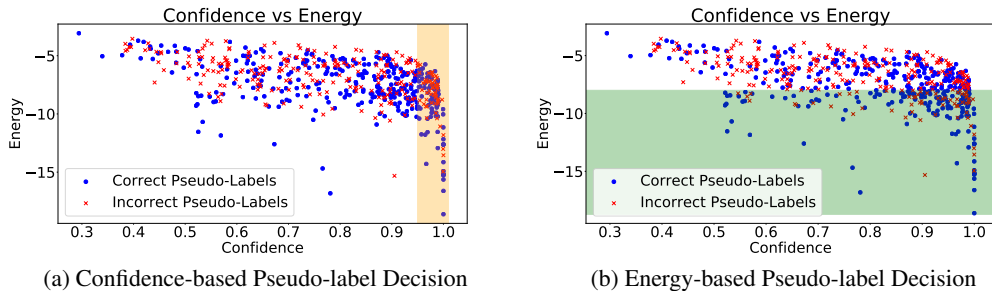 Confidence vs Energy
−5
−10
−15
Energy
Correct Pseudo-Labels
Incorrect Pseudo-Labels
0.3 0.4 0.5 0.6 0.7 0.8 0.9 1.0
Confidence
(a) Confidence-based Pseudo-label Decision
Confidence vs Energy
−5
−10
−15
Energy
Correct Pseudo-Labels
Incorrect Pseudo-Labels
0.3 0.4 0.5 0.6 0.7 0.8 0.9 1.0
Confidence
(b) Energy-based Pseudo-label Decision